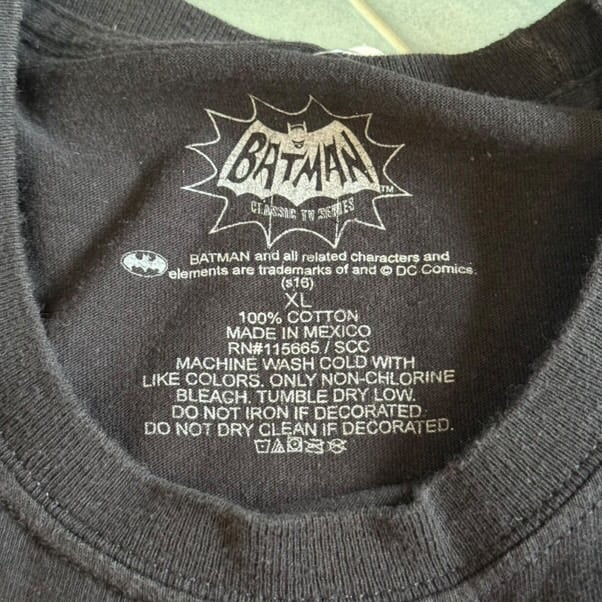 BATMAN
TM
CLASSIC TV SERIES
BATMAN and all related characters and
elements are trademarks of and © DC Comics.
(s16)
XL
100% COTTON
MADE IN MEXICO
RN#115665 / SCC
MACHINE WASH COLD WITH
LIKE COLORS. ONLY NON-CHLORINE
BLEACH. TUMBLE DRY LOW.
DO NOT IRON IF DECORATED.
DO NOT DRY CLEAN IF DECORATED.